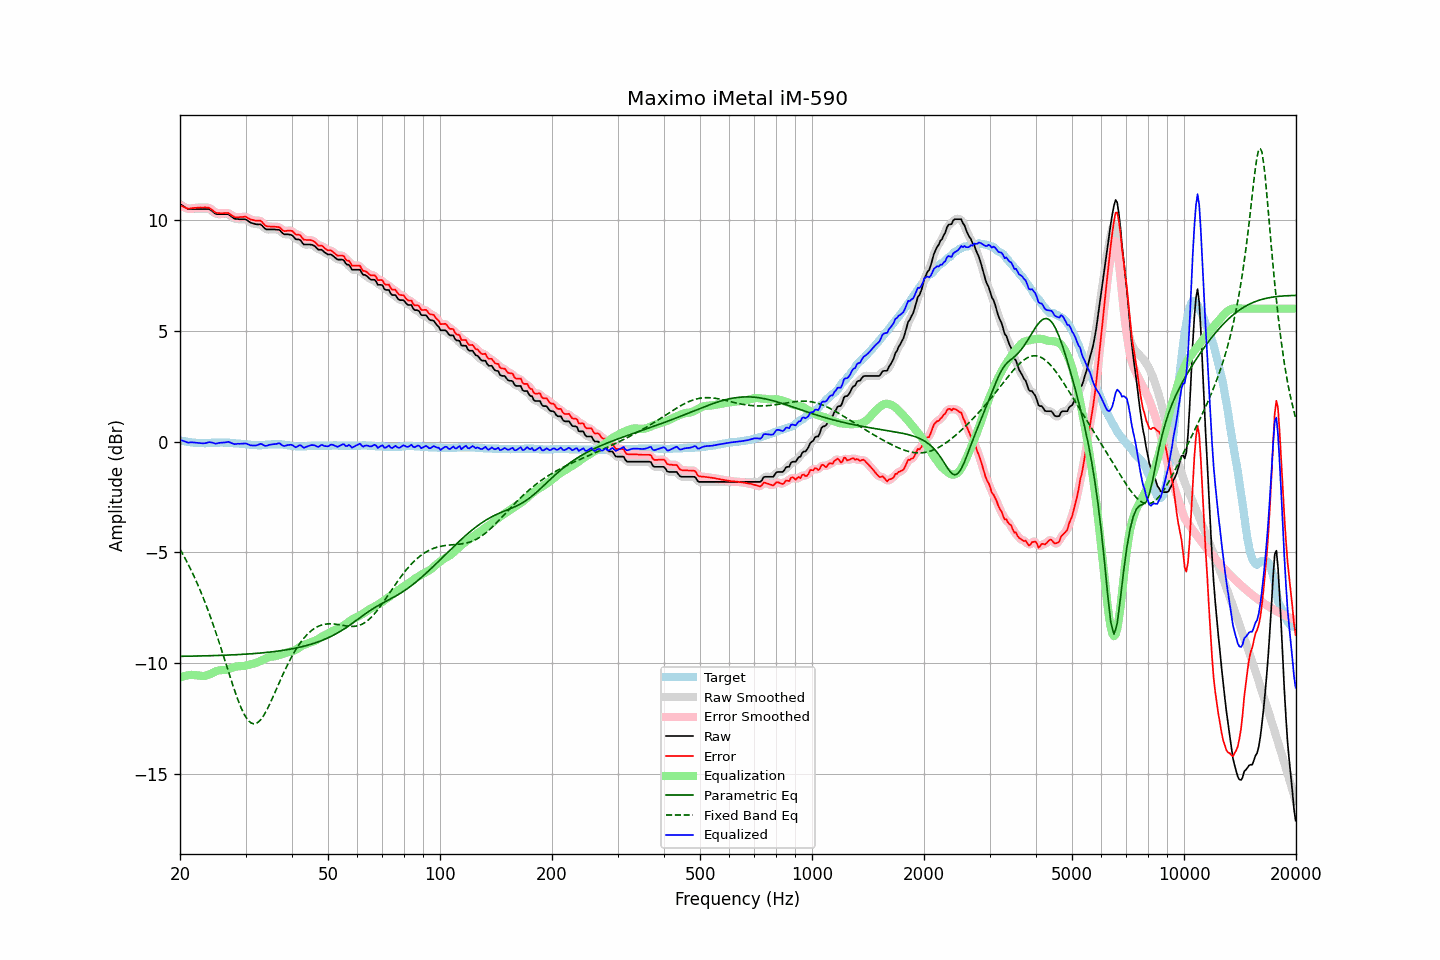 Maximo iMetal iM-590
Amplitude (dBr)
10
5
0
−5
−10
−15
Target
Raw Smoothed
Error Smoothed
Raw
Error
Equalization
Parametric Eq
Fixed Band Eq
Equalized
20
50
100
200
500
1000
2000
5000
10000
20000
Frequency (Hz)